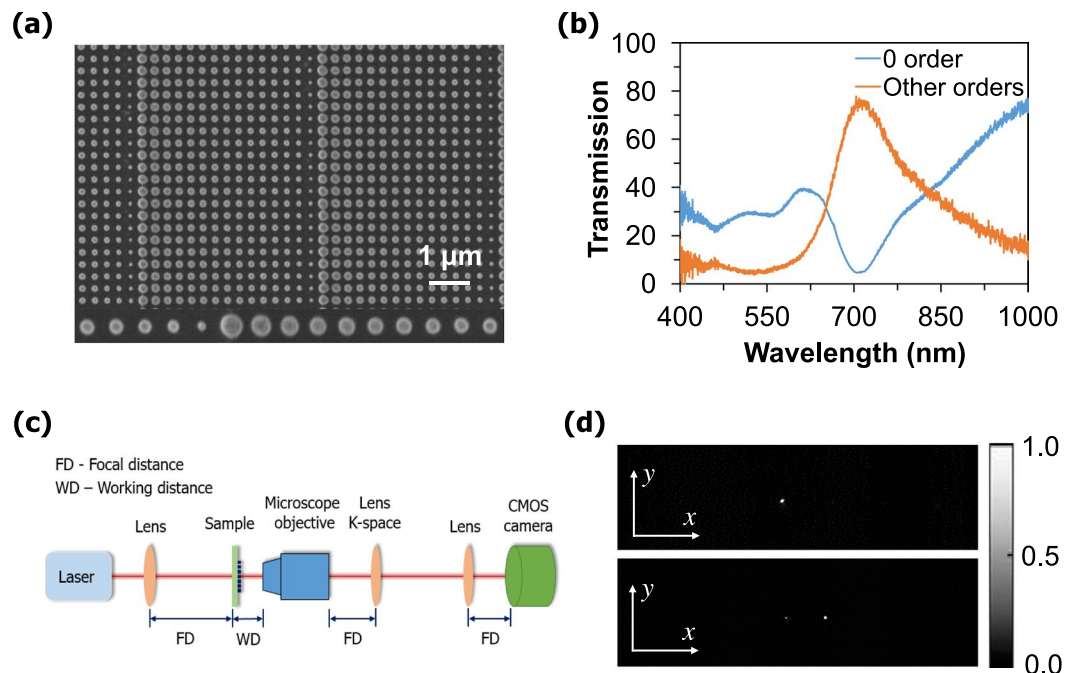 (a)
1 μm
(b)
100
80
60
40
20
0
Transmission
0 order
Other orders
400
550
700
850
1000
Wavelength (nm)
(c)
FD - Focal distance
WD – Working distance
Laser
Lens
Sample
Microscope
objective
Lens
K-space
Lens
CMOS
camera
FD
WD
FD
FD
(d)
y
x
y
x
1.0
0.5
0.0